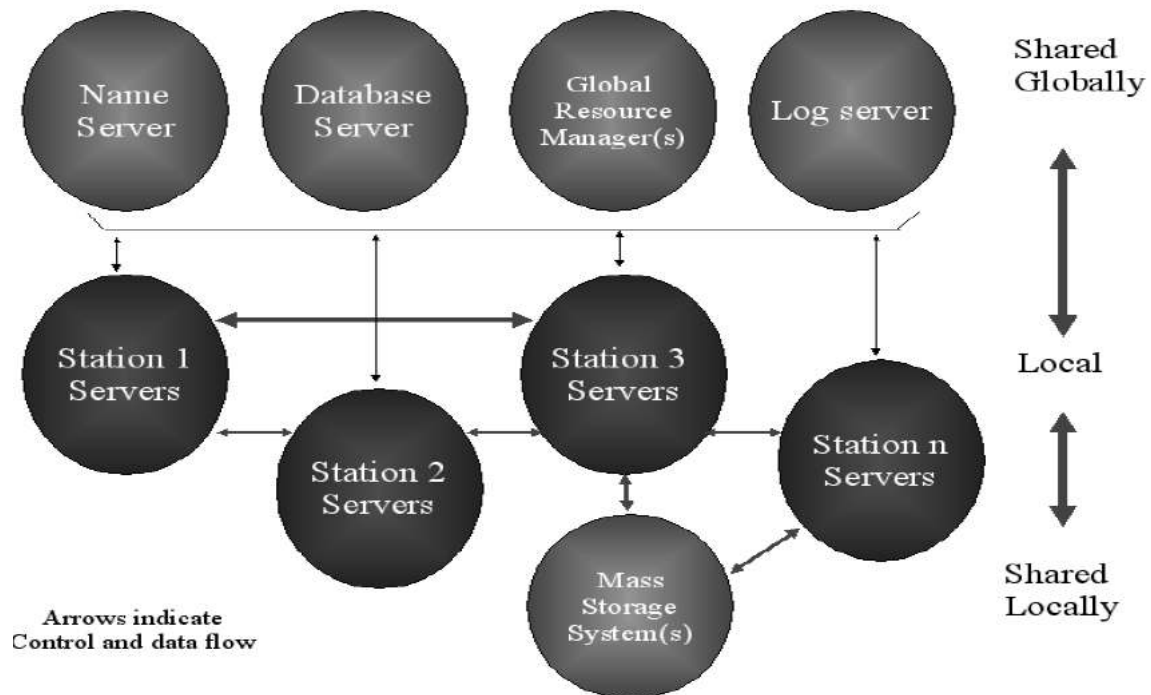 Name
Server
Database
Server
Global
Resource
Manager(s)
Log server
Shared
Globally
Station 1
Servers
Station 3
Servers
Local
Station 2
Servers
Station n
Servers
Mass
Storage
System(s)
Shared
Locally
Arrows indicate
Control and data flow